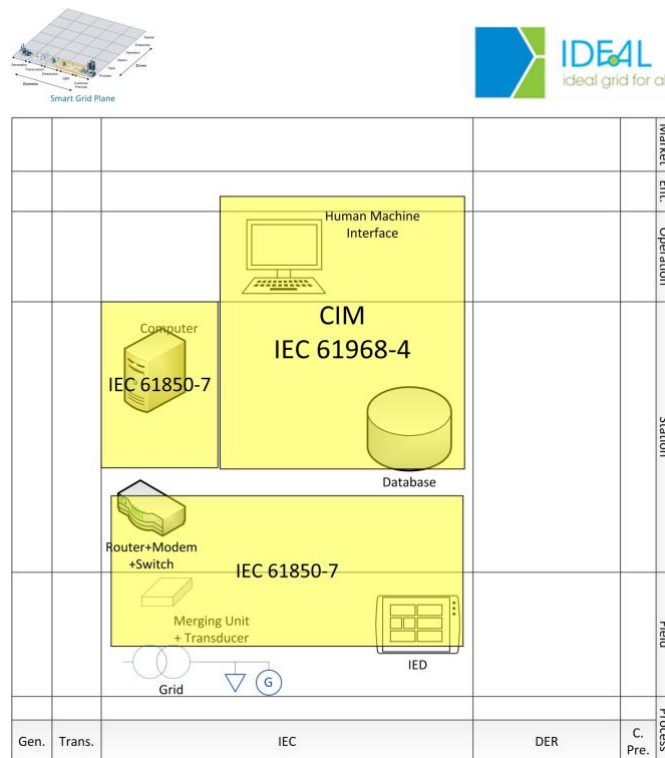 Smart Grid Plane
IDE4L
ideal grid for al
Market
Ent.
Operation
Station
Field
Process
Human Machine
Interface
CIM
IEC 61968-4
Computer
IEC 61850-7
Database
Router+Modem
+Switch
IEC 61850-7
Merging Unit
+ Transducer
IED
Grid
G
Gen.
Trans.
IEC
DER
C.
Pre.